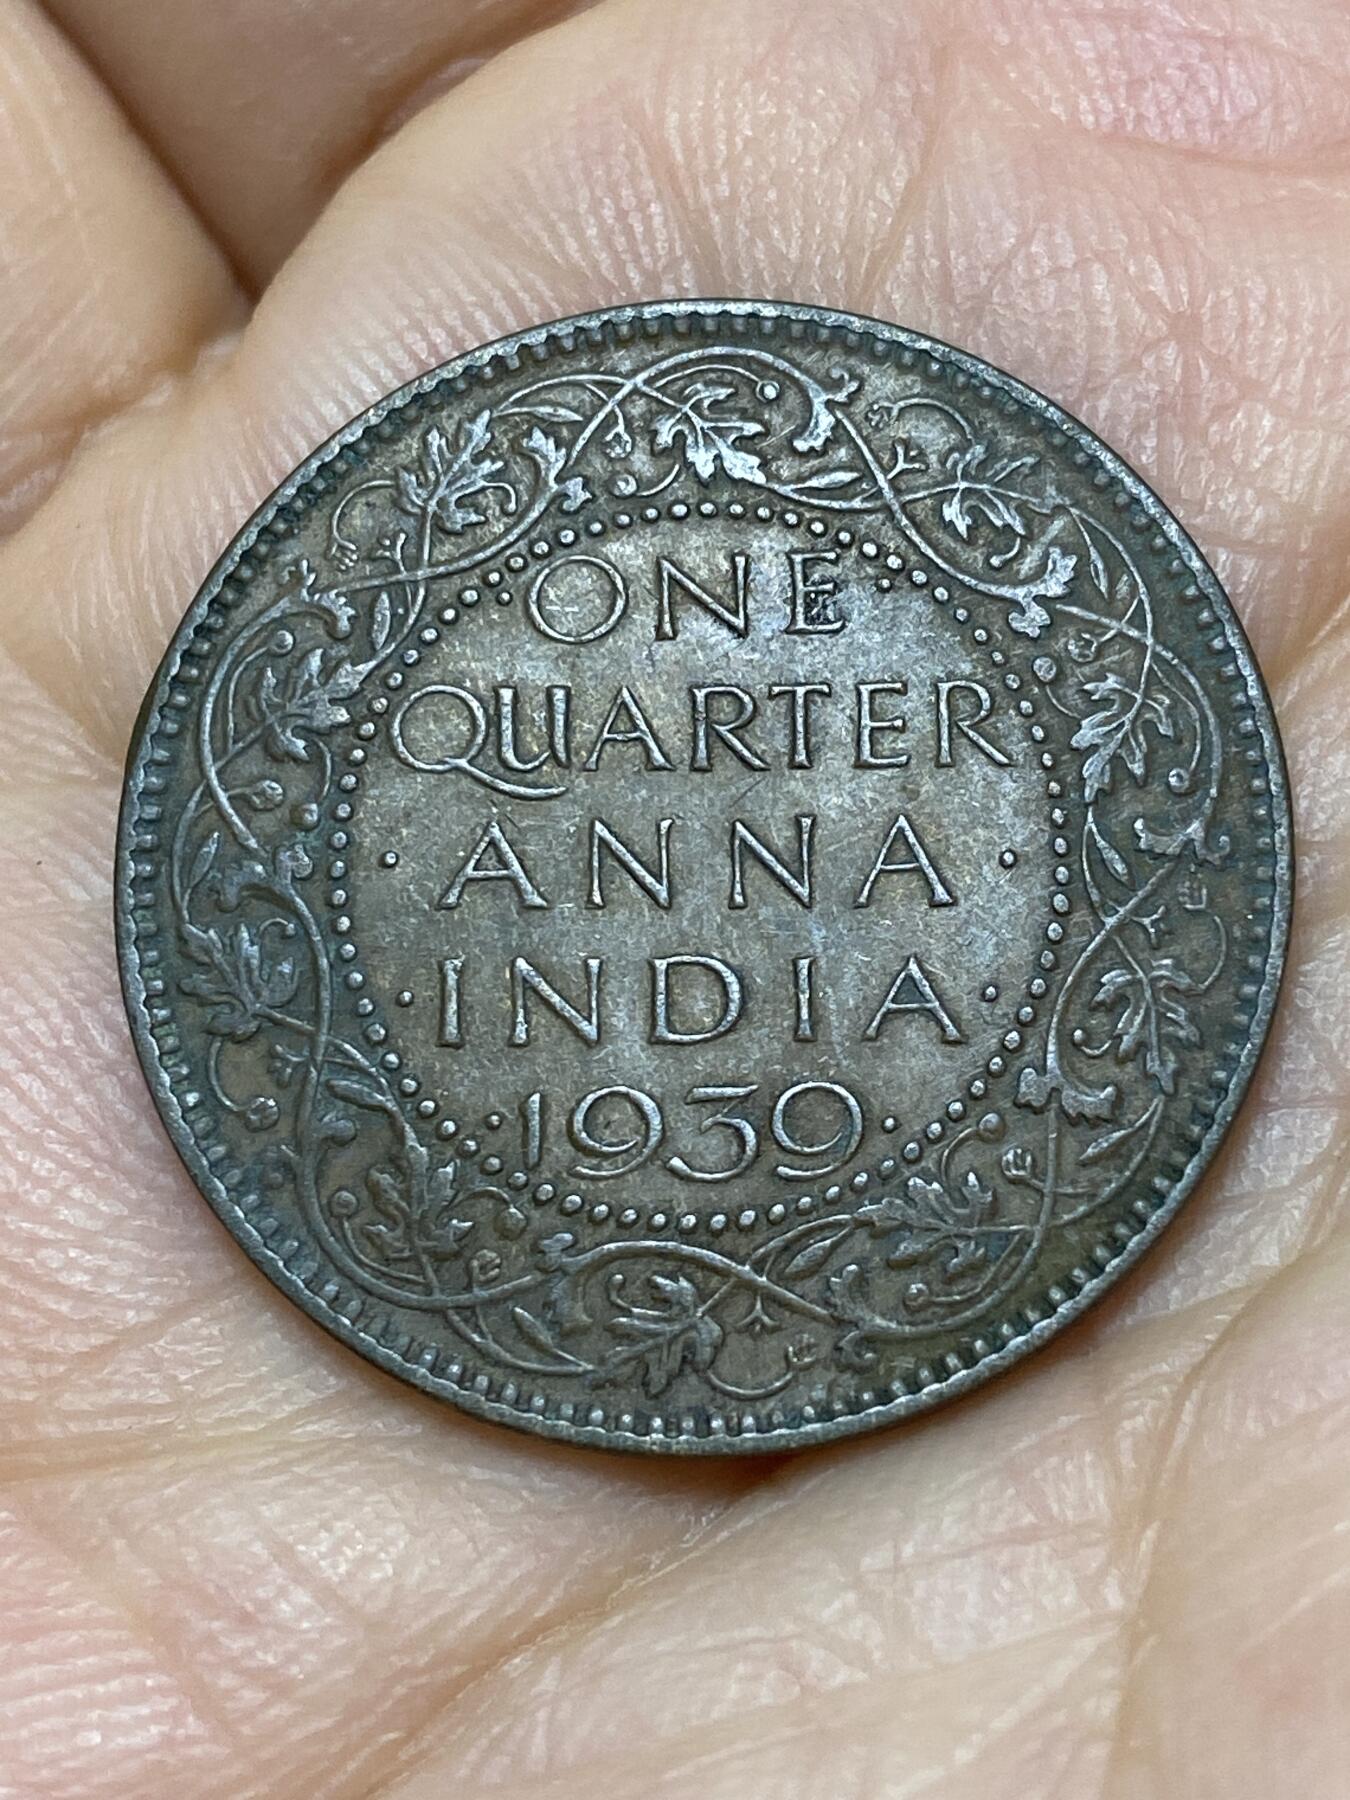 ONE
QUARTER
· ANNA ·
· INDIA ·
· 1939 ·